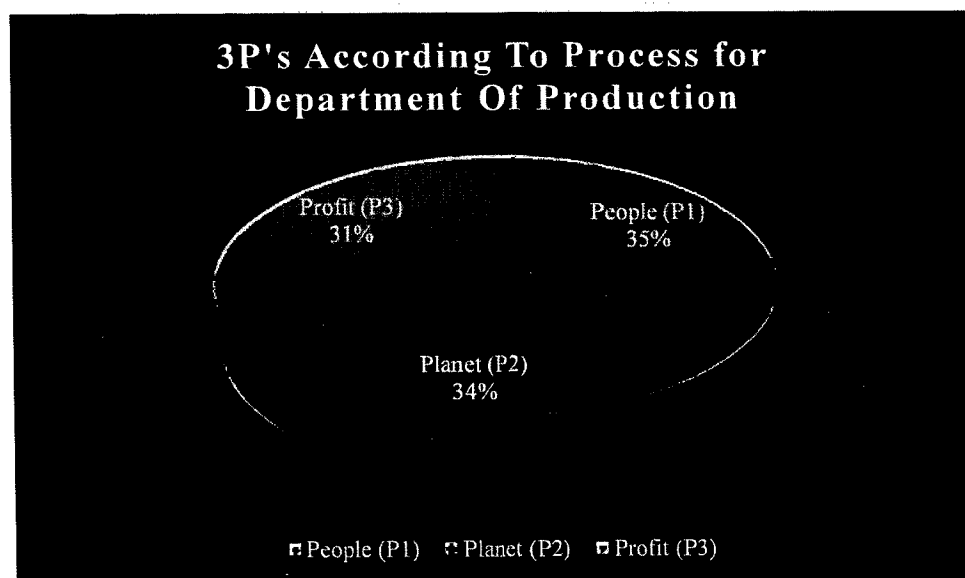 3P's According To Process for
Department Of Production
Profit (P3)
31%
People (P1)
35%
Planet (P2)
34%
People (P1) Planet (P2) Profit (P3)